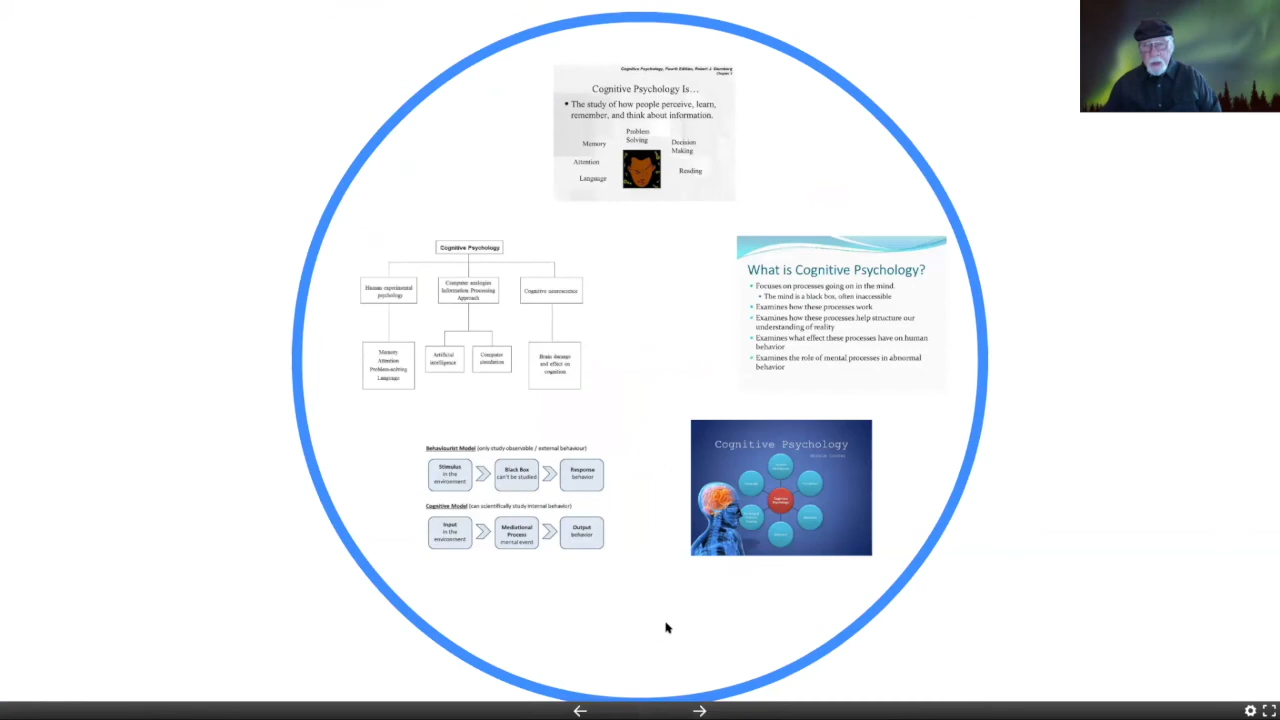 Cognitive Psychology, Fourth Edition, Robert J. Sternberg
Chapter 1
Cognitive Psychology Is…
• The study of how people perceive, learn,
remember, and think about information.
Problem
Solving
Memory
Decision
Making
Attention
Reading
Language
Cognitive Psychology
Human experimental
psychology
Computer analogies
Information Processing
Approach
Cognitive neuroscience
Memory
Attention
Problem-solving
Language
Artificial
intelligence
Computer
simulation
Brain damage
and effect on
cognition
What is Cognitive Psychology?
• Focuses on processes going on in the mind.
• The mind is a black box, often inaccessible
• Examines how these processes work
• Examines how these processes help structure our
understanding of reality
• Examines what effect these processes have on human
behavior
• Examines the role of mental processes in abnormal
behavior
Behaviourist Model (only study observable / external behaviour)
Stimulus
in the
environment
Black Box
can't be studied
Response
behavior
Cognitive Model (can scientifically study internal behavior)
Input
in the
environment
Mediational
Process
mental event
Output
behavior
Cognitive Psychology
Cognitive
Psychology